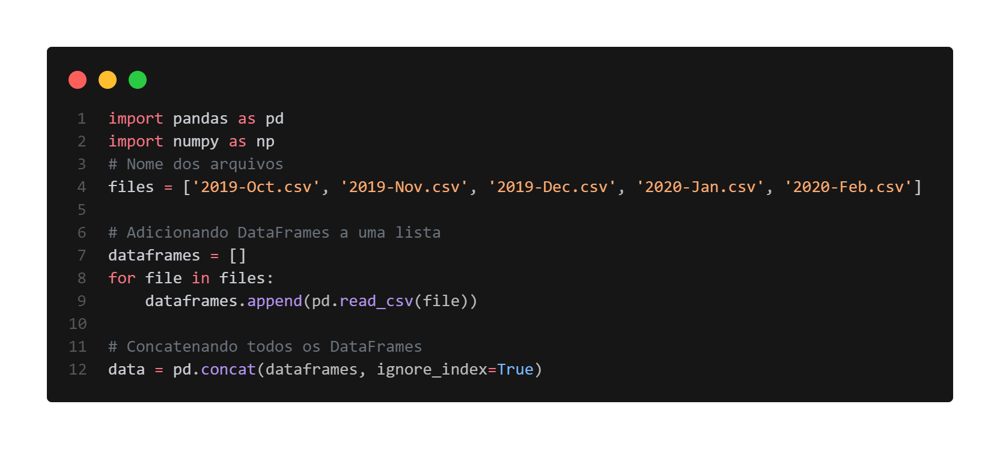 1 import pandas as pd
2 import numpy as np
3 # Nome dos arquivos
4 files = ['2019-Oct.csv', '2019-Nov.csv', '2019-Dec.csv', '2020-Jan.csv', '2020-Feb.csv']
5
6 # Adicionando DataFrames a uma lista
7 dataframes = []
8 for file in files:
9     dataframes.append(pd.read_csv(file))
10
11 # Concatenando todos os DataFrames
12 data = pd.concat(dataframes, ignore_index=True)